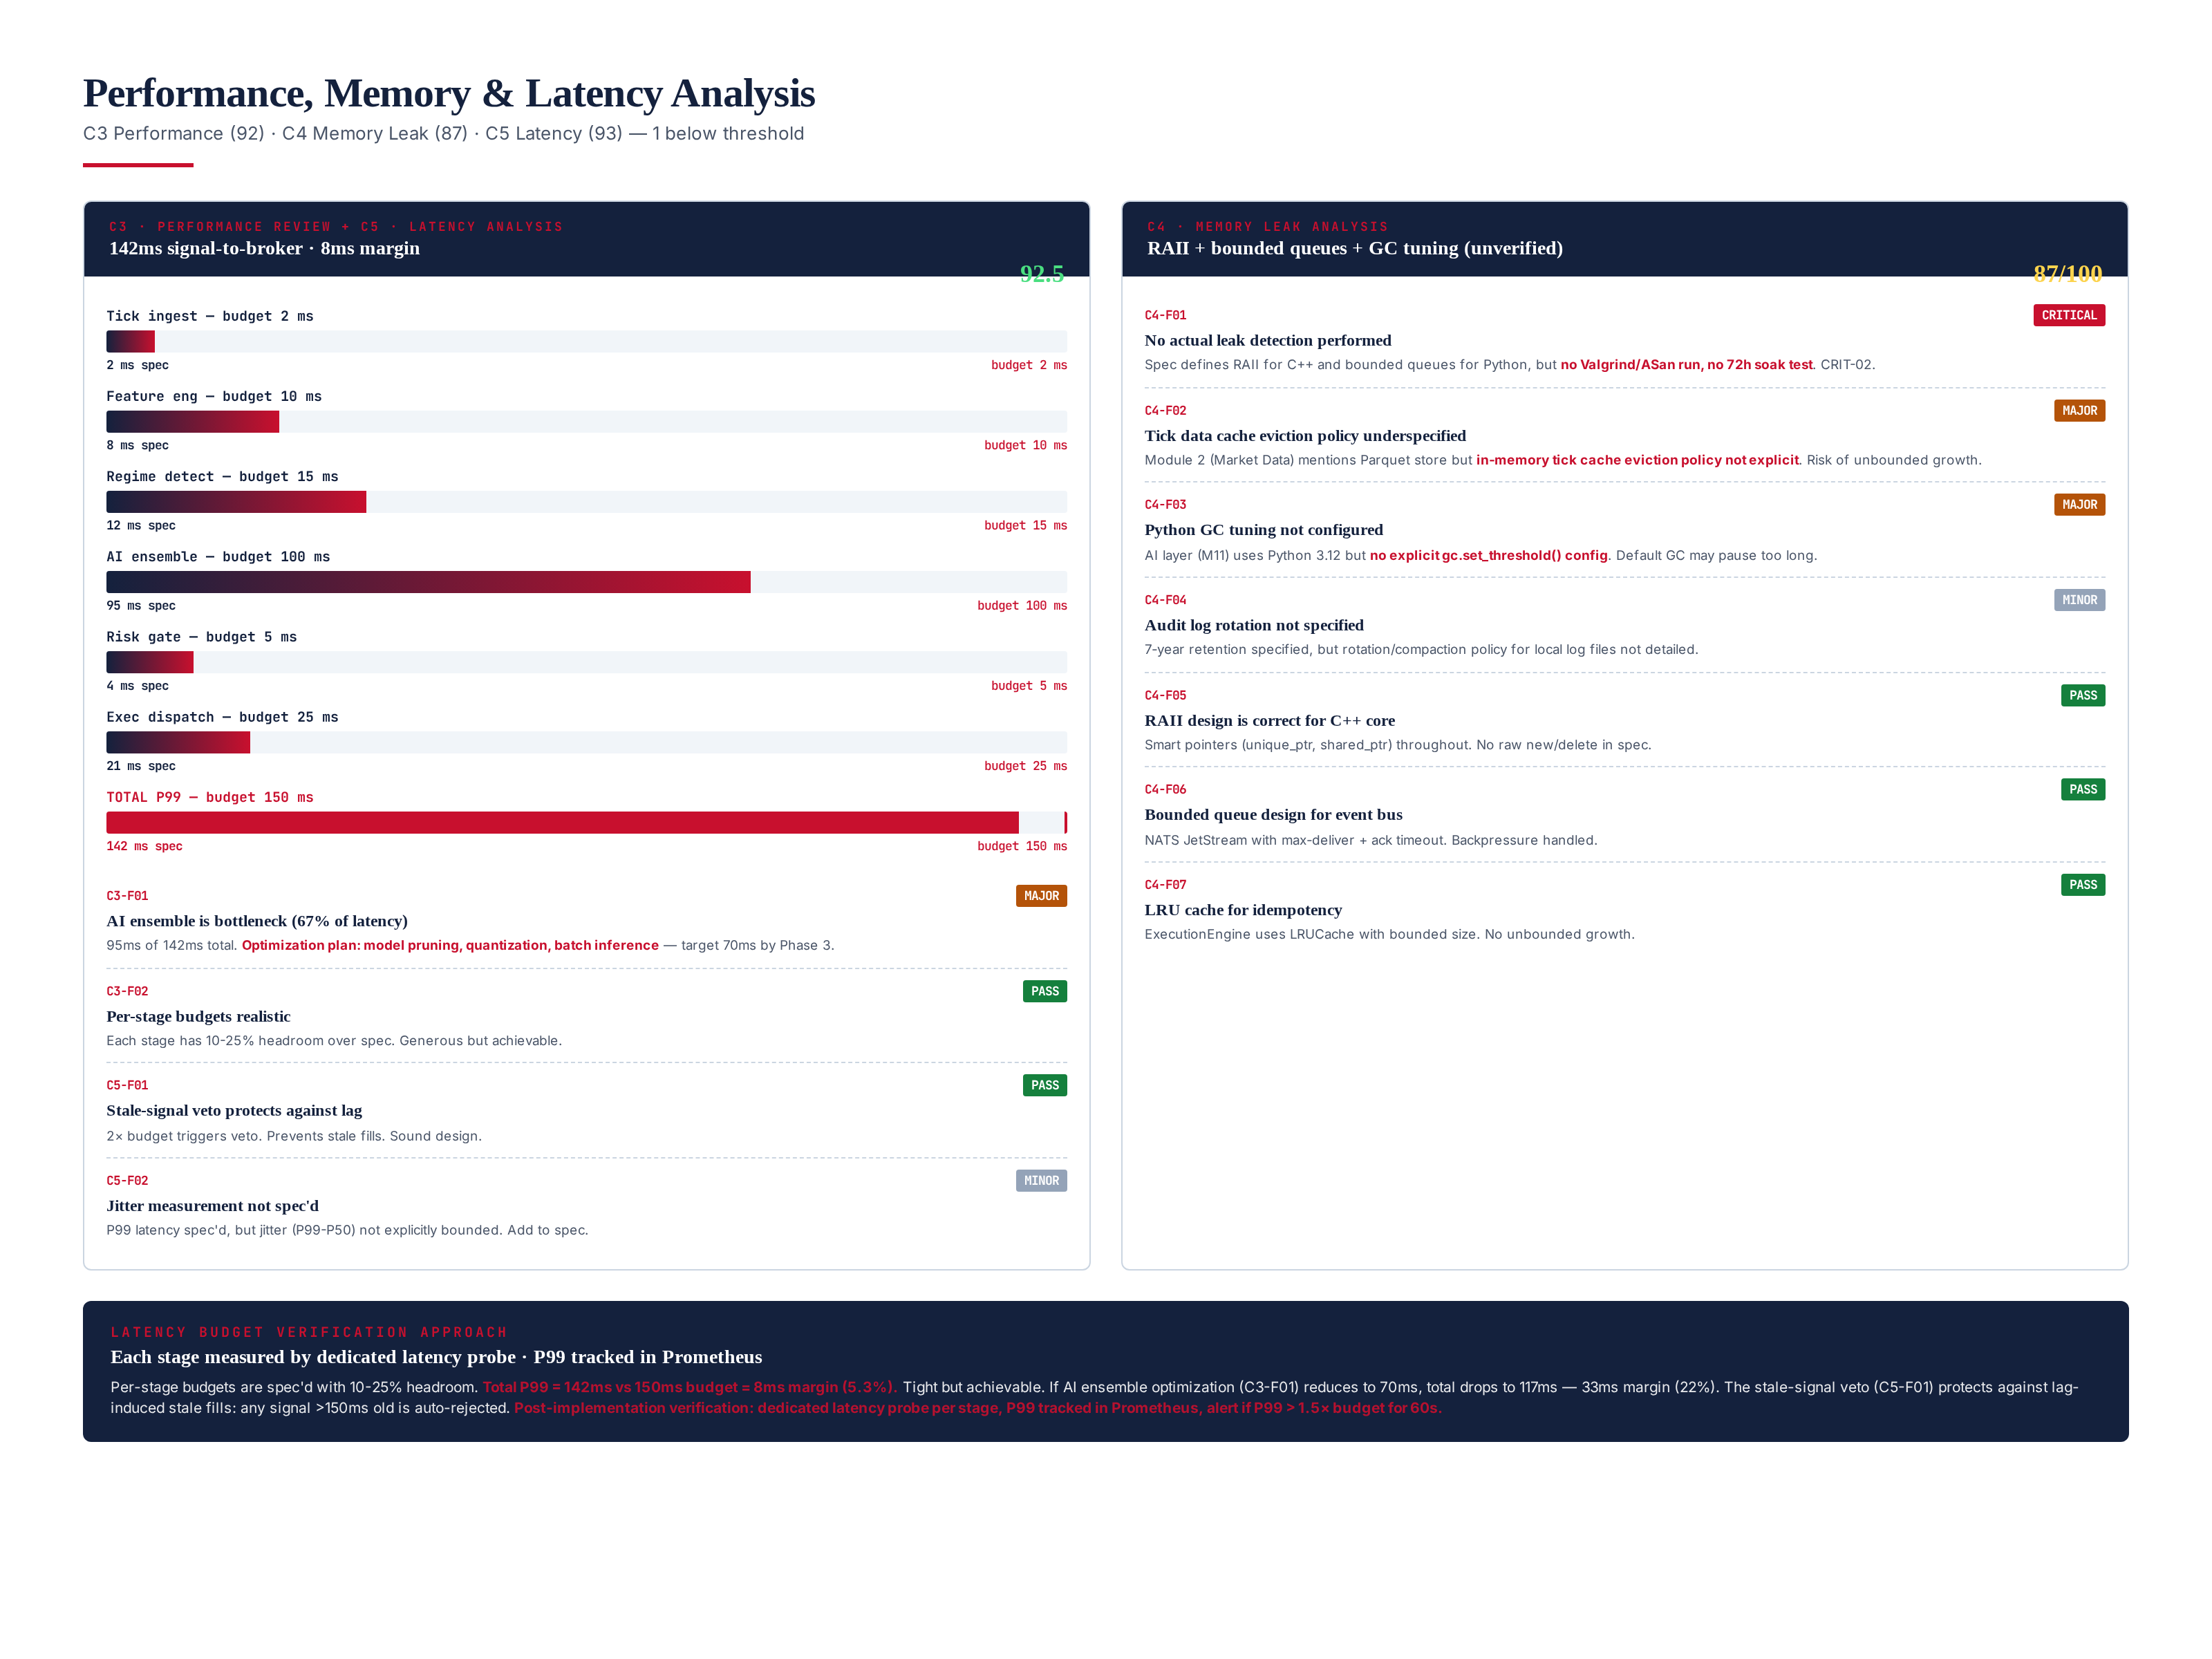 Performance, Memory & Latency Analysis
C3 Performance (92) · C4 Memory Leak (87) · C5 Latency (93) — 1 below threshold
C3 · PERFORMANCE REVIEW + C5 · LATENCY ANALYSIS
142ms signal-to-broker · 8ms margin
92.5
Tick ingest — budget 2 ms
2 ms spec
budget 2 ms
Feature eng — budget 10 ms
8 ms spec
budget 10 ms
Regime detect — budget 15 ms
12 ms spec
budget 15 ms
AI ensemble — budget 100 ms
95 ms spec
budget 100 ms
Risk gate — budget 5 ms
4 ms spec
budget 5 ms
Exec dispatch — budget 25 ms
21 ms spec
budget 25 ms
TOTAL P99 — budget 150 ms
142 ms spec
budget 150 ms
C3-F01
MAJOR
AI ensemble is bottleneck (67% of latency)
95ms of 142ms total. Optimization plan: model pruning, quantization, batch inference — target 70ms by Phase 3.
C3-F02
PASS
Per-stage budgets realistic
Each stage has 10-25% headroom over spec. Generous but achievable.
C5-F01
PASS
Stale-signal veto protects against lag
2× budget triggers veto. Prevents stale fills. Sound design.
C5-F02
MINOR
Jitter measurement not spec'd
P99 latency spec'd, but jitter (P99-P50) not explicitly bounded. Add to spec.
C4 · MEMORY LEAK ANALYSIS
RAII + bounded queues + GC tuning (unverified)
87/100
C4-F01
CRITICAL
No actual leak detection performed
Spec defines RAII for C++ and bounded queues for Python, but no Valgrind/ASan run, no 72h soak test. CRIT-02.
C4-F02
MAJOR
Tick data cache eviction policy underspecified
Module 2 (Market Data) mentions Parquet store but in-memory tick cache eviction policy not explicit. Risk of unbounded growth.
C4-F03
MAJOR
Python GC tuning not configured
AI layer (M11) uses Python 3.12 but no explicit gc.set_threshold() config. Default GC may pause too long.
C4-F04
MINOR
Audit log rotation not specified
7-year retention specified, but rotation/compaction policy for local log files not detailed.
C4-F05
PASS
RAII design is correct for C++ core
Smart pointers (unique_ptr, shared_ptr) throughout. No raw new/delete in spec.
C4-F06
PASS
Bounded queue design for event bus
NATS JetStream with max-deliver + ack timeout. Backpressure handled.
C4-F07
PASS
LRU cache for idempotency
ExecutionEngine uses LRUCache with bounded size. No unbounded growth.
LATENCY BUDGET VERIFICATION APPROACH
Each stage measured by dedicated latency probe · P99 tracked in Prometheus
Per-stage budgets are spec'd with 10-25% headroom. Total P99 = 142ms vs 150ms budget = 8ms margin (5.3%). Tight but achievable. If AI ensemble optimization (C3-F01) reduces to 70ms, total drops to 117ms — 33ms margin (22%). The stale-signal veto (C5-F01) protects against lag-
induced stale fills: any signal >150ms old is auto-rejected. Post-implementation verification: dedicated latency probe per stage, P99 tracked in Prometheus, alert if P99 > 1.5× budget for 60s.